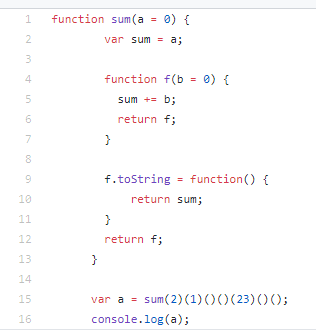 1 function sum(a = 0) {
2 var sum = a;
3
4 function f(b = 0) {
5 sum += b;
6 return f;
7 }
8
9 f.toString = function() {
10 return sum;
11 }
12 return f;
13 }
14
15 var a = sum(2)(1)()()(23)()();
16 console.log(a);